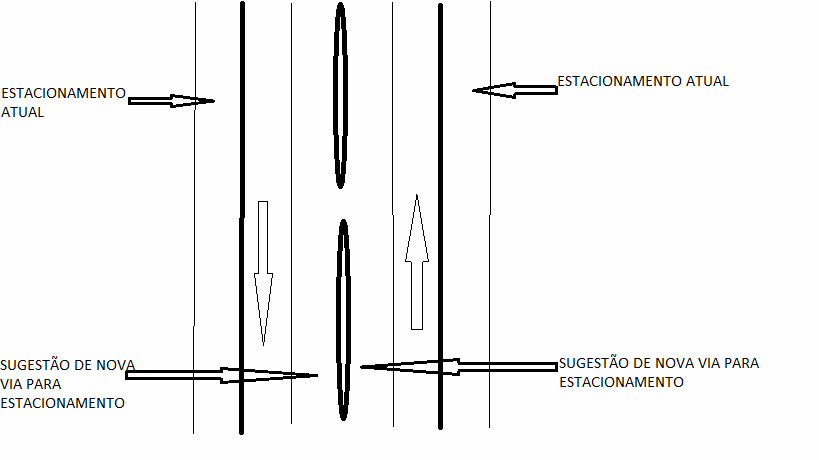 ESTACIONAMENTO
ATUAL
ESTACIONAMENTO ATUAL
SUGESTÃO DE NOVA
VIA PARA
ESTACIONAMENTO
SUGESTÃO DE NOVA VIA PARA
ESTACIONAMENTO